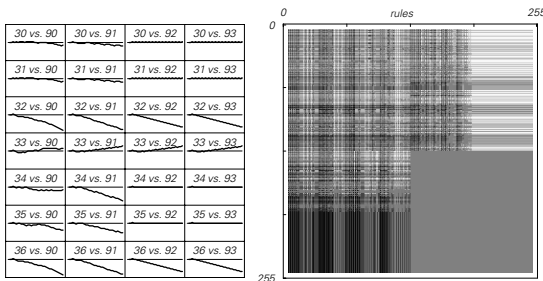 0 rules 255
0
30 vs. 90 30 vs. 91 30 vs. 92 30 vs. 93
31 vs. 90 31 vs. 91 31 vs. 92 31 vs. 93
32 vs. 90 32 vs. 91 32 vs. 92 32 vs. 93
33 vs. 90 33 vs. 91 33 vs. 92 33 vs. 93
34 vs. 90 34 vs. 91 34 vs. 92 34 vs. 93
35 vs. 90 35 vs. 91 35 vs. 92 35 vs. 93
36 vs. 90 36 vs. 91 36 vs. 92 36 vs. 93
255